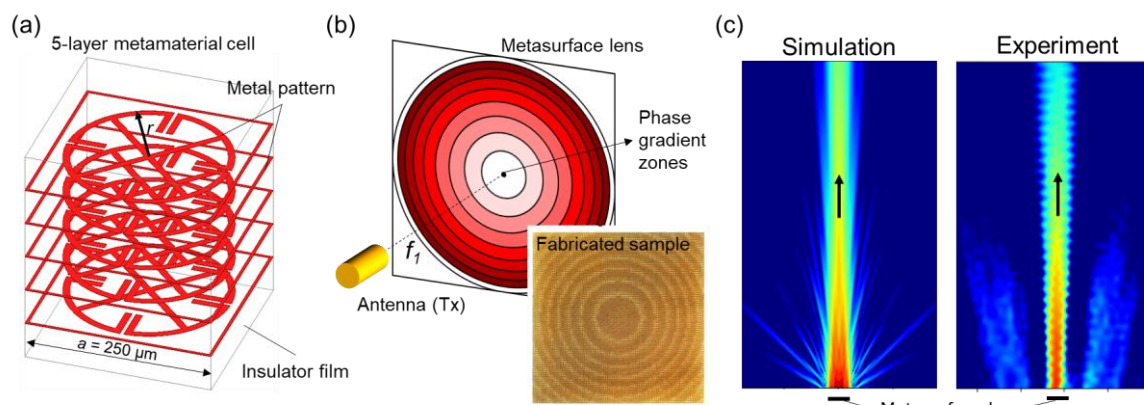 (a)
5-layer metamaterial cell
Metal pattern
r
a = 250 μm
Insulator film
(b)
Metasurface lens
Phase
gradient
zones
f1
Antenna (Tx)
Fabricated sample
(c)
Simulation
Experiment